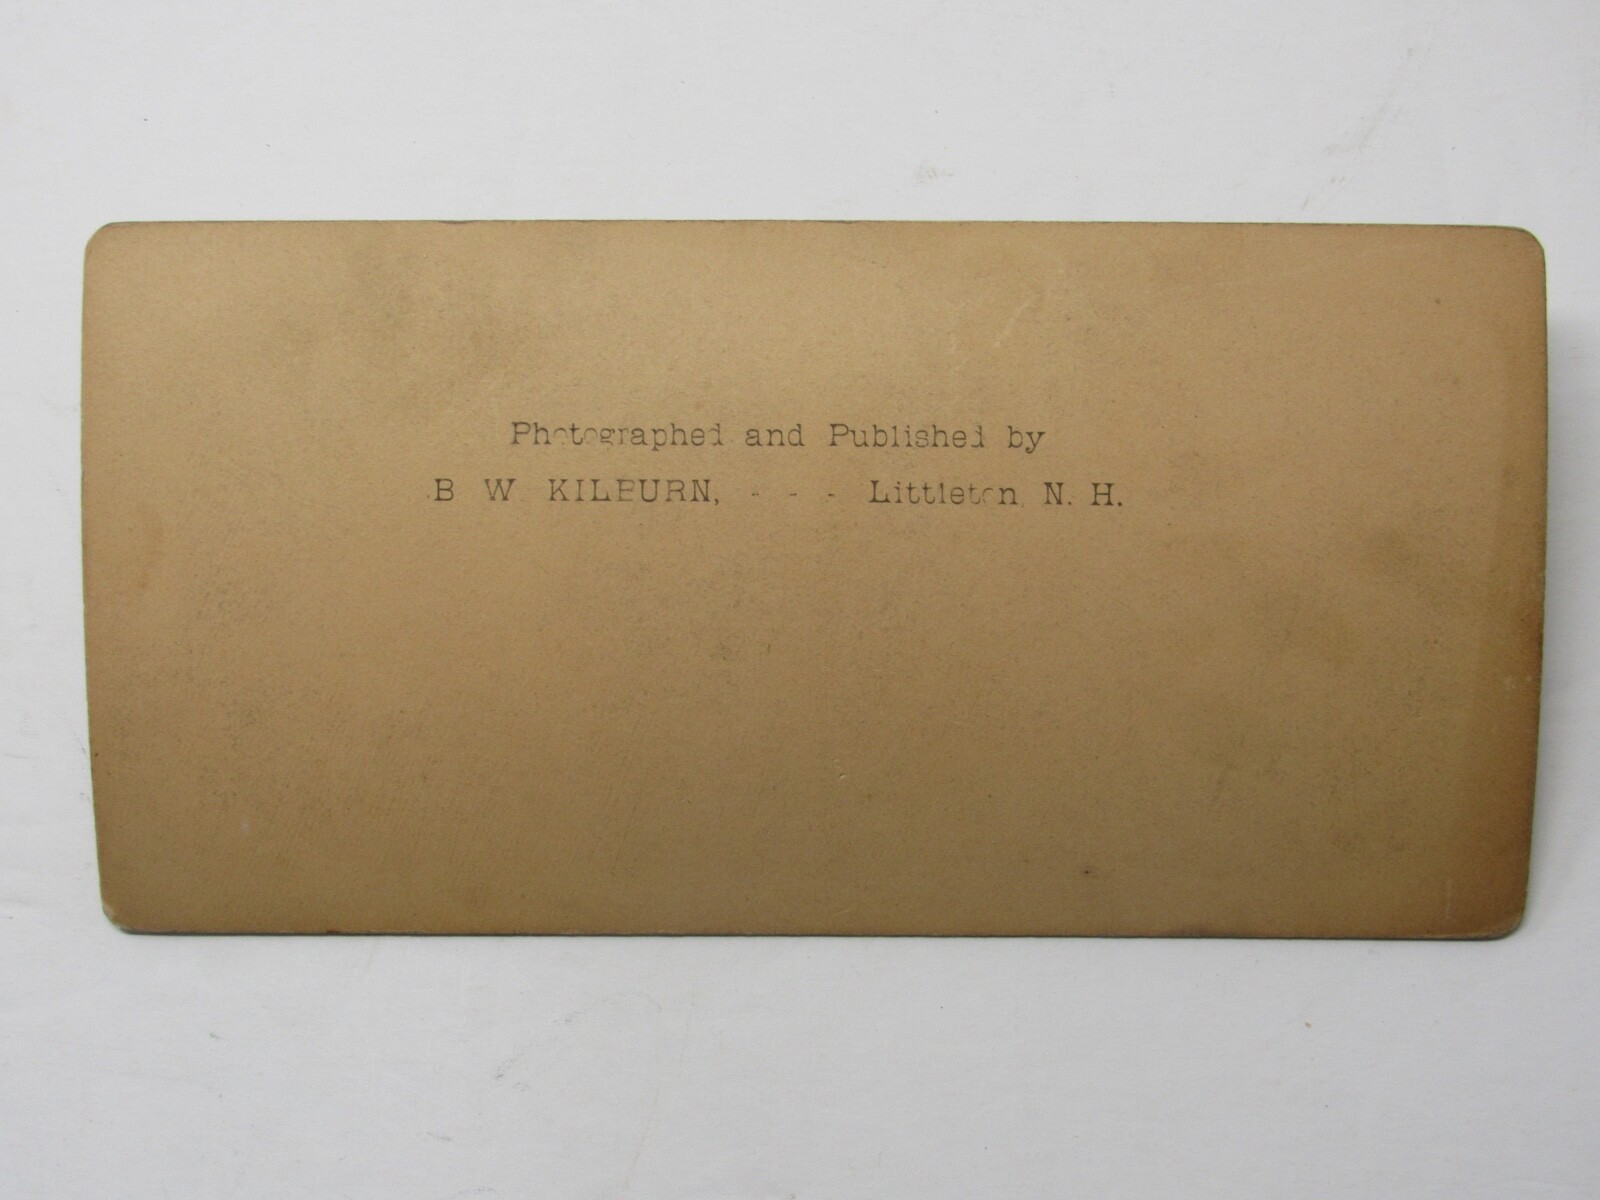 Photographed and Published by
B W KILBURN, - - - Littleton N. H.